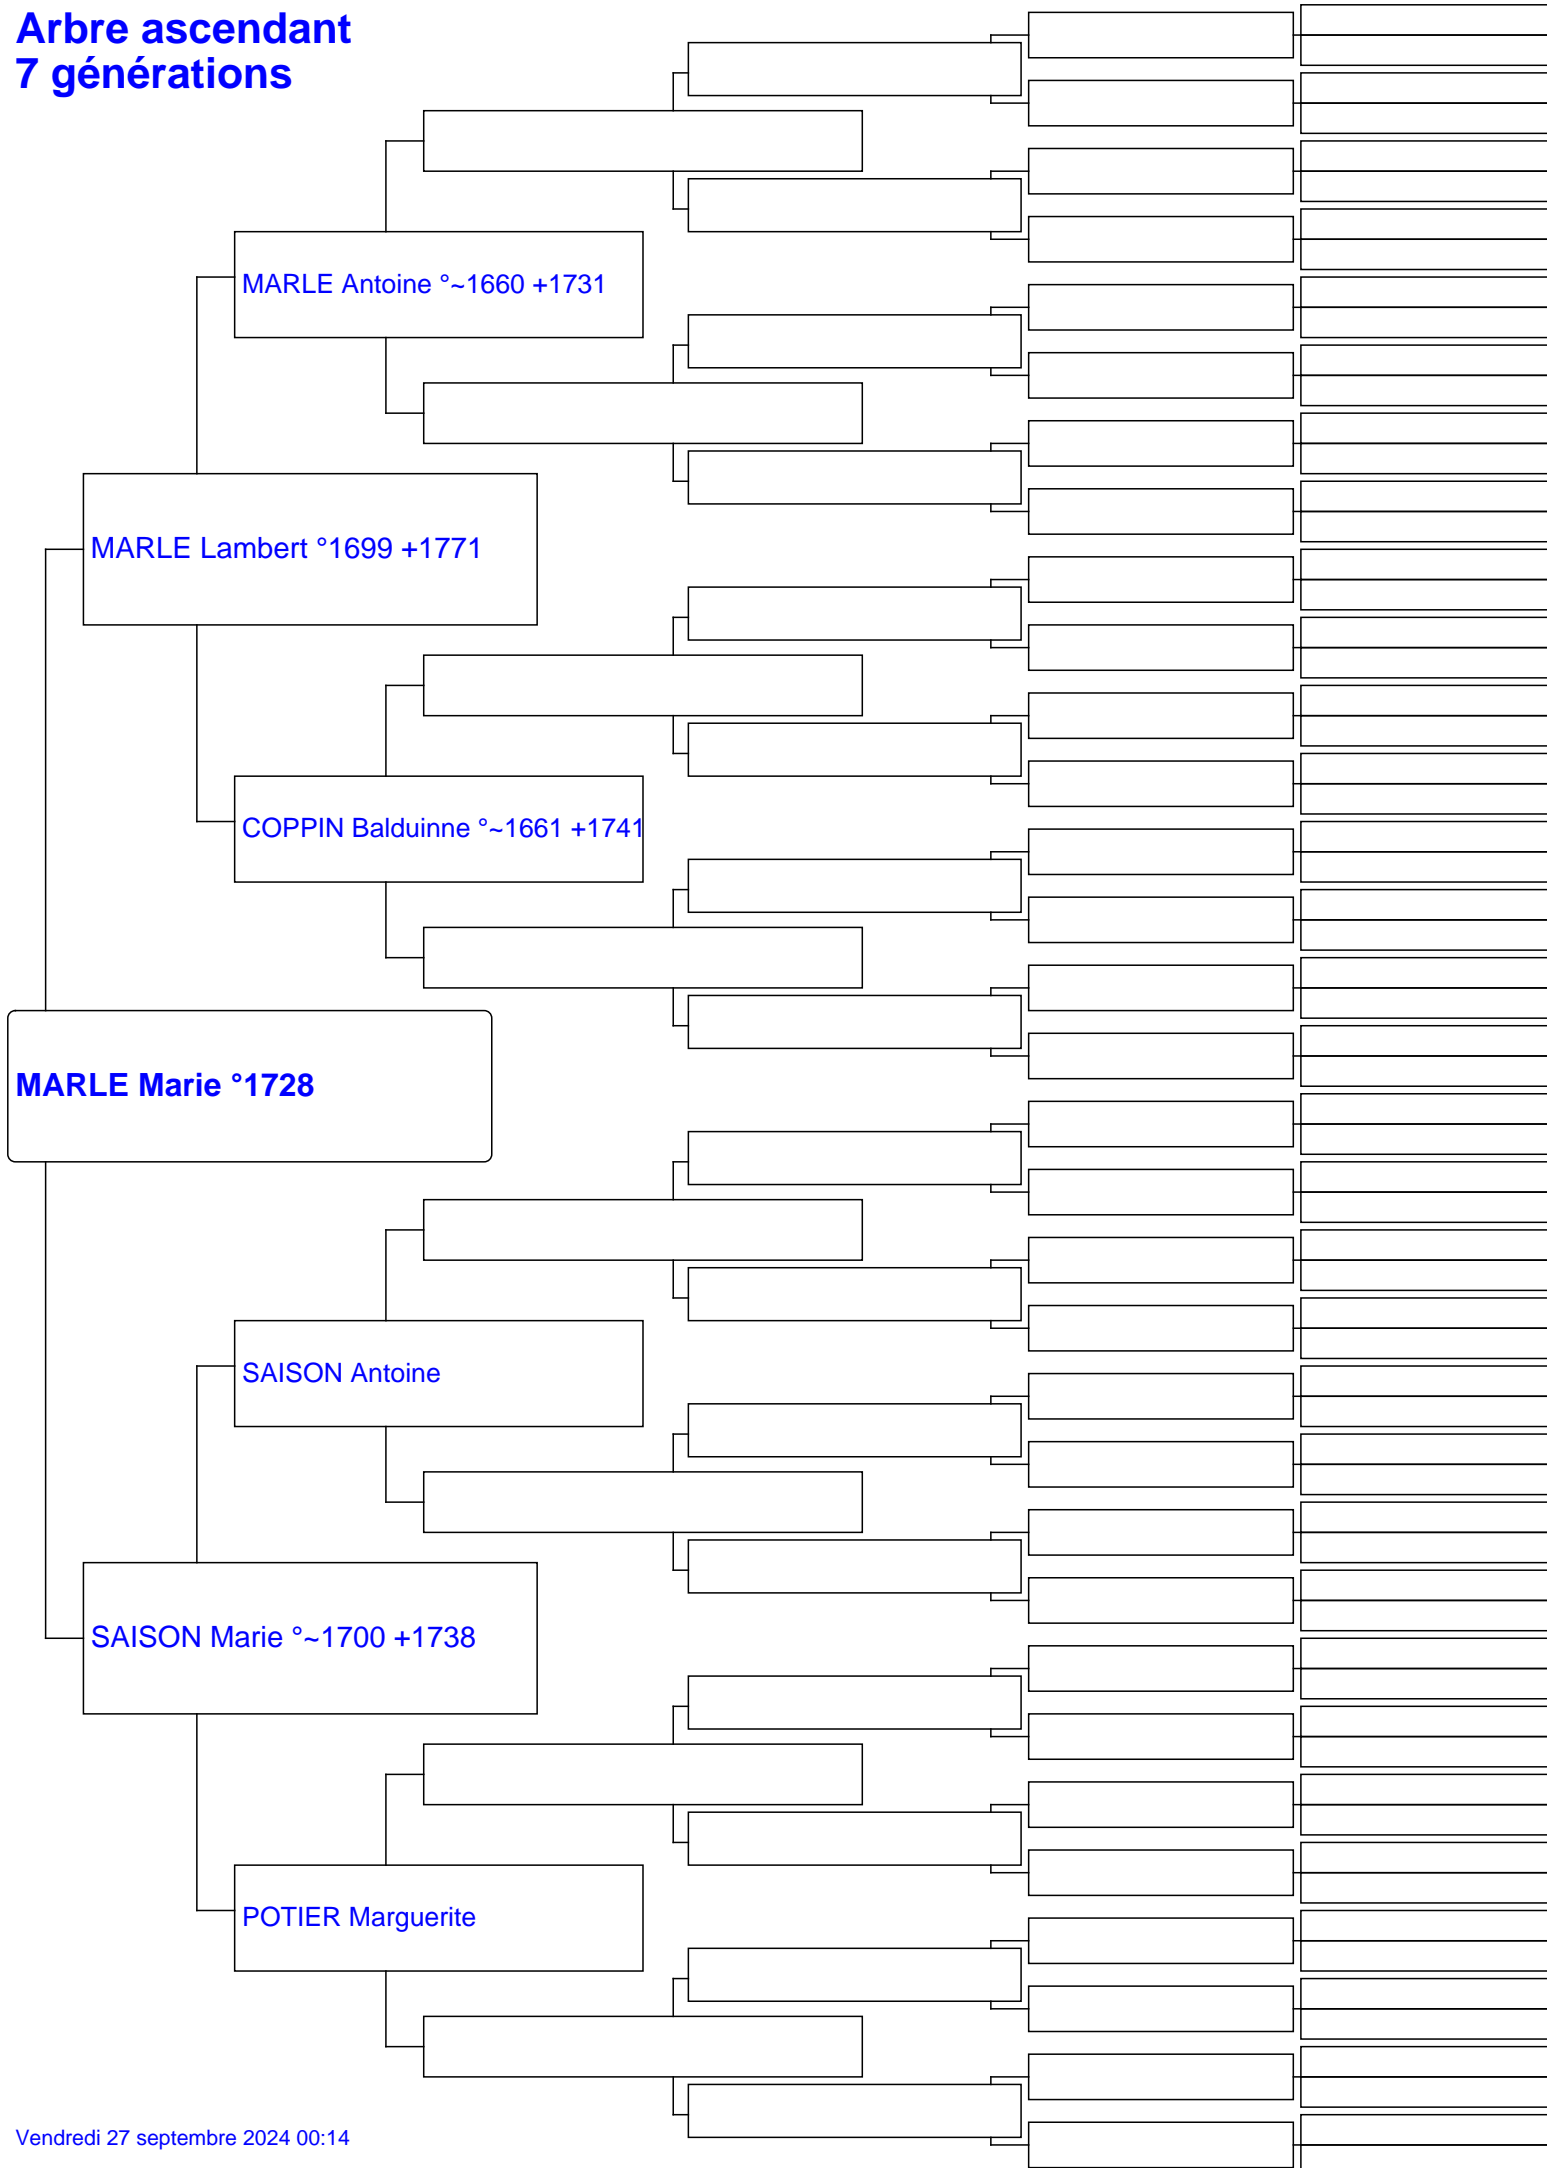 Arbre ascendant
7 générations
MARLE Antoine °~1660 +1731
MARLE Lambert °1699 +1771
COPPIN Balduinne °~1661 +1741
MARLE Marie °1728
SAISON Antoine
SAISON Marie °~1700 +1738
POTIER Marguerite
Vendredi 27 septembre 2024 00:14